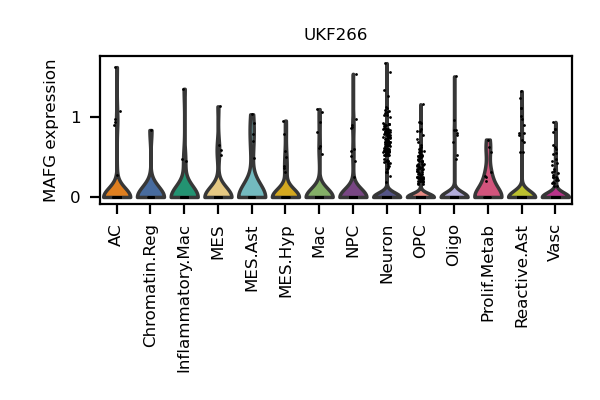 UKF266
MAFG expression
1
0
AC
Chromatin.Reg
Inflammatory.Mac
MES
MES.Ast
MES.Hyp
Mac
NPC
Neuron
OPC
Oligo
Prolif.Metab
Reactive.Ast
Vasc